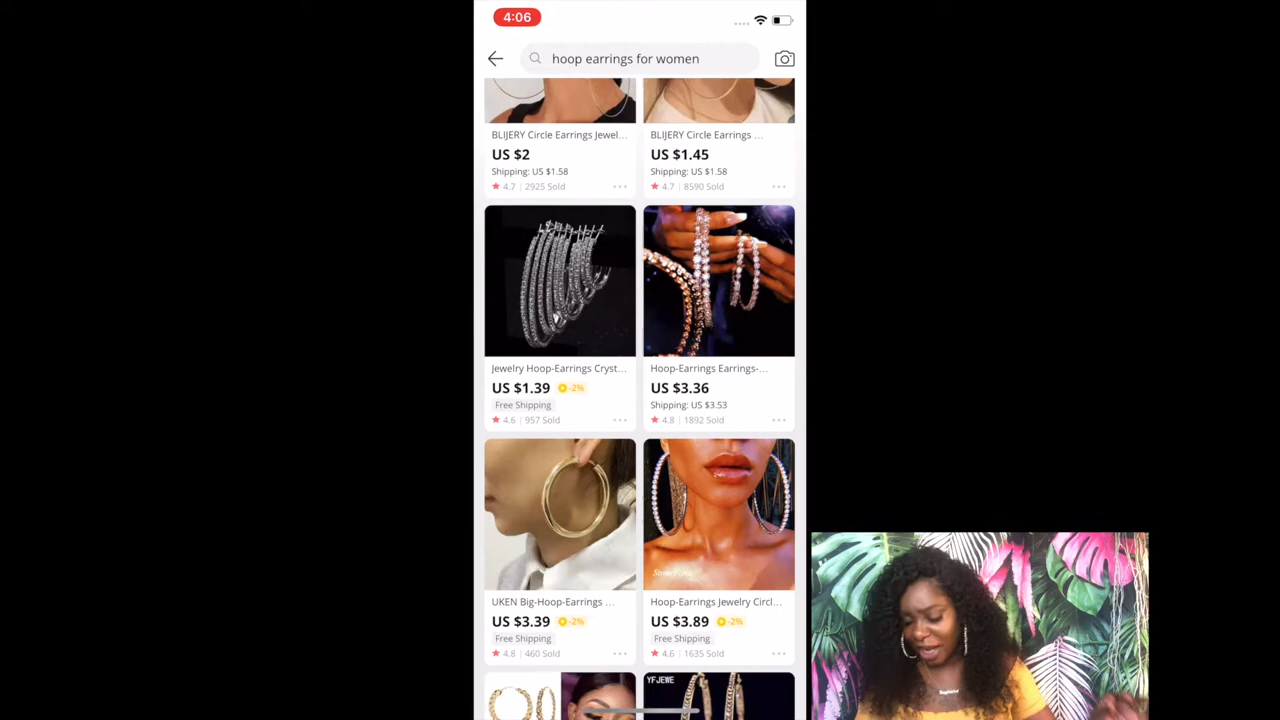 4:06
hoop earrings for women
BLIJERY Circle Earrings Jewel...
US $2
Shipping: US $1.58
4.7 | 2925 Sold
BLIJERY Circle Earrings ...
US $1.45
Shipping: US $1.58
4.7 | 8590 Sold
Jewelry Hoop-Earrings Cryst...
US $1.39 -2%
Free Shipping
4.6 | 957 Sold
Hoop-Earrings Earrings-...
US $3.36
Shipping: US $3.53
4.8 | 1892 Sold
UKEN Big-Hoop-Earrings ...
US $3.39 -2%
Free Shipping
4.8 | 460 Sold
Hoop-Earrings Jewelry Circl...
US $3.89 -2%
Free Shipping
4.6 | 1635 Sold
YFJEWE